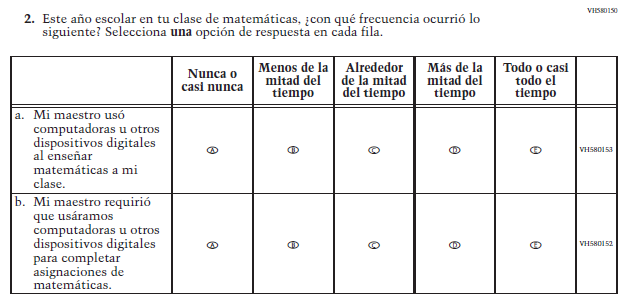 VH580150
2. Este año escolar en tu clase de matemáticas, ¿con qué frecuencia ocurrió lo
siguiente? Selecciona una opción de respuesta en cada fila.
Nunca o
casi nunca
Menos de la
mitad del
tiempo
Alrededor
de la mitad
del tiempo
Más de la
mitad del
tiempo
Todo o casi
todo el
tiempo
a. Mi maestro usó
computadoras u otros
dispositivos digitales
al enseñar
matemáticas a mi
clase.
A B C D E
VH580153
b. Mi maestro requirió
que usáramos
computadoras u otros
dispositivos digitales
para completar
asignaciones de
matemáticas.
A B C D E
VH580152